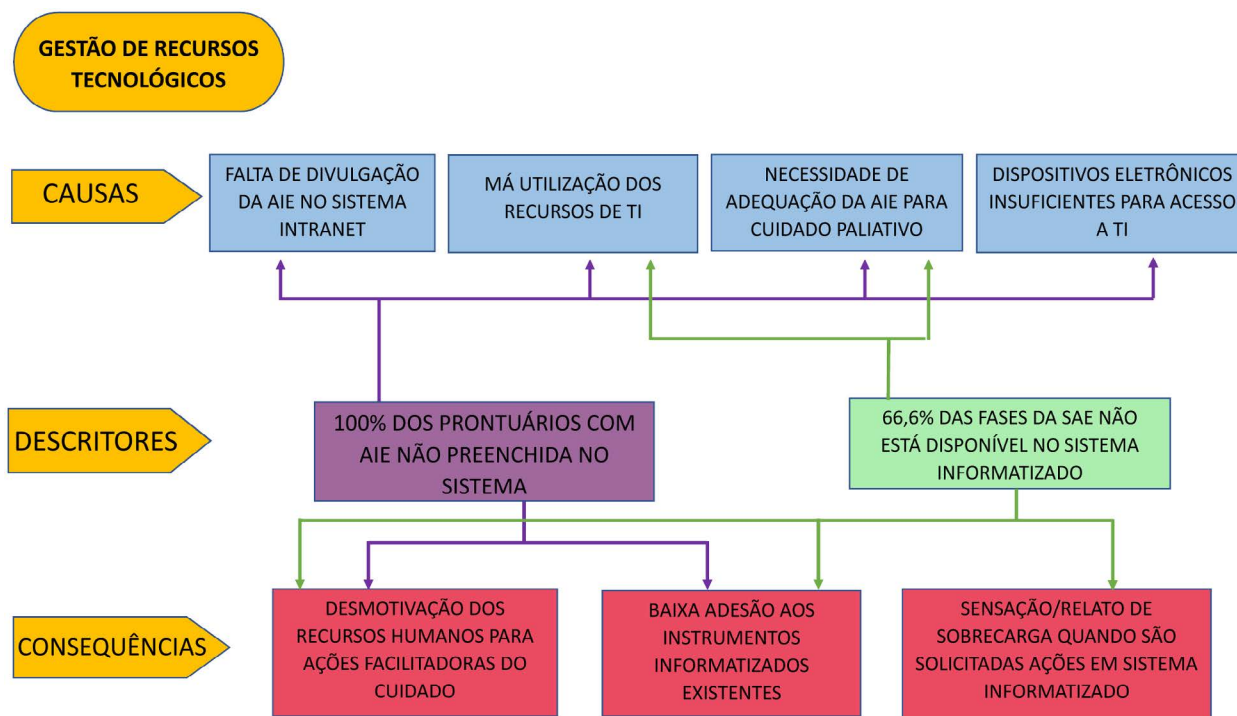 GESTÃO DE RECURSOS
TECNOLÓGICOS
CAUSAS
FALTA DE DIVULGAÇÃO
DA AIE NO SISTEMA
INTRANET
MÁ UTILIZAÇÃO DOS
RECURSOS DE TI
NECESSIDADE DE
ADEQUAÇÃO DA AIE PARA
CUIDADO PALIATIVO
DISPOSITIVOS ELETRÔNICOS
INSUFICIENTES PARA ACESSO
A TI
DESCRITORES
100% DOS PRONTUÁRIOS COM
AIE NÃO PREENCHIDA NO
SISTEMA
66,6% DAS FASES DA SAE NÃO
ESTÁ DISPONÍVEL NO SISTEMA
INFORMATIZADO
CONSEQUÊNCIAS
DESMOTIVAÇÃO DOS
RECURSOS HUMANOS PARA
AÇÕES FACILITADORAS DO
CUIDADO
BAIXA ADESÃO AOS
INSTRUMENTOS
INFORMATIZADOS
EXISTENTES
SENSAÇÃO/RELATO DE
SOBRECARGA QUANDO SÃO
SOLICITADAS AÇÕES EM SISTEMA
INFORMATIZADO